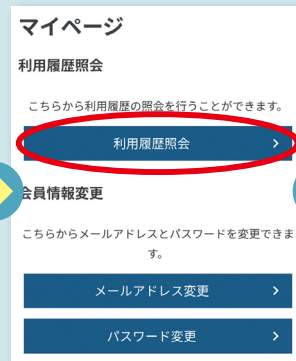 マイページ
利用履歴照会
こちらから利用履歴の照会を行うことができます。
利用履歴照会
会員情報変更
こちらからメールアドレスとパスワードを変更できま
す。
メールアドレス変更
パスワード変更